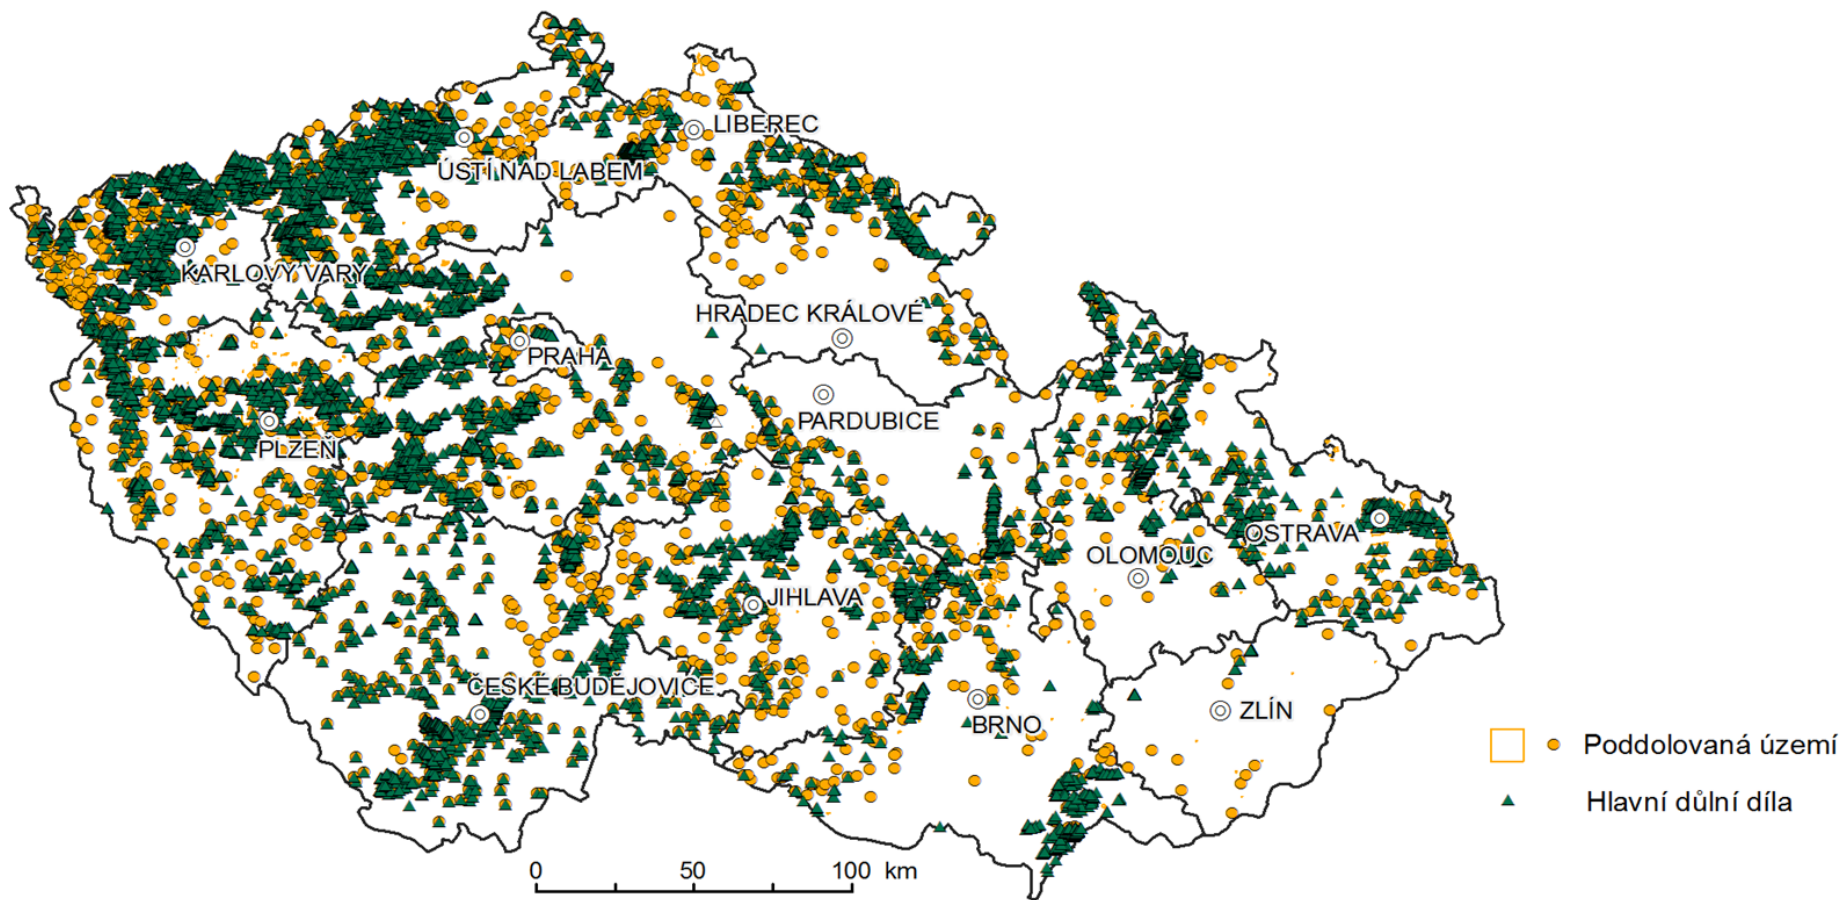 LIBEREC
ÚSTÍ NAD LABEM
KARLOVY VARY
HRADEC KRÁLOVÉ
PRAHA
PARDUBICE
PLZEŇ
OSTRAVA
OLOMOUC
JIHLAVA
ČESKÉ BUDĚJOVICE
ZLÍN
BRNO
Poddolovaná území
Hlavní důlní díla
0 50 100 km